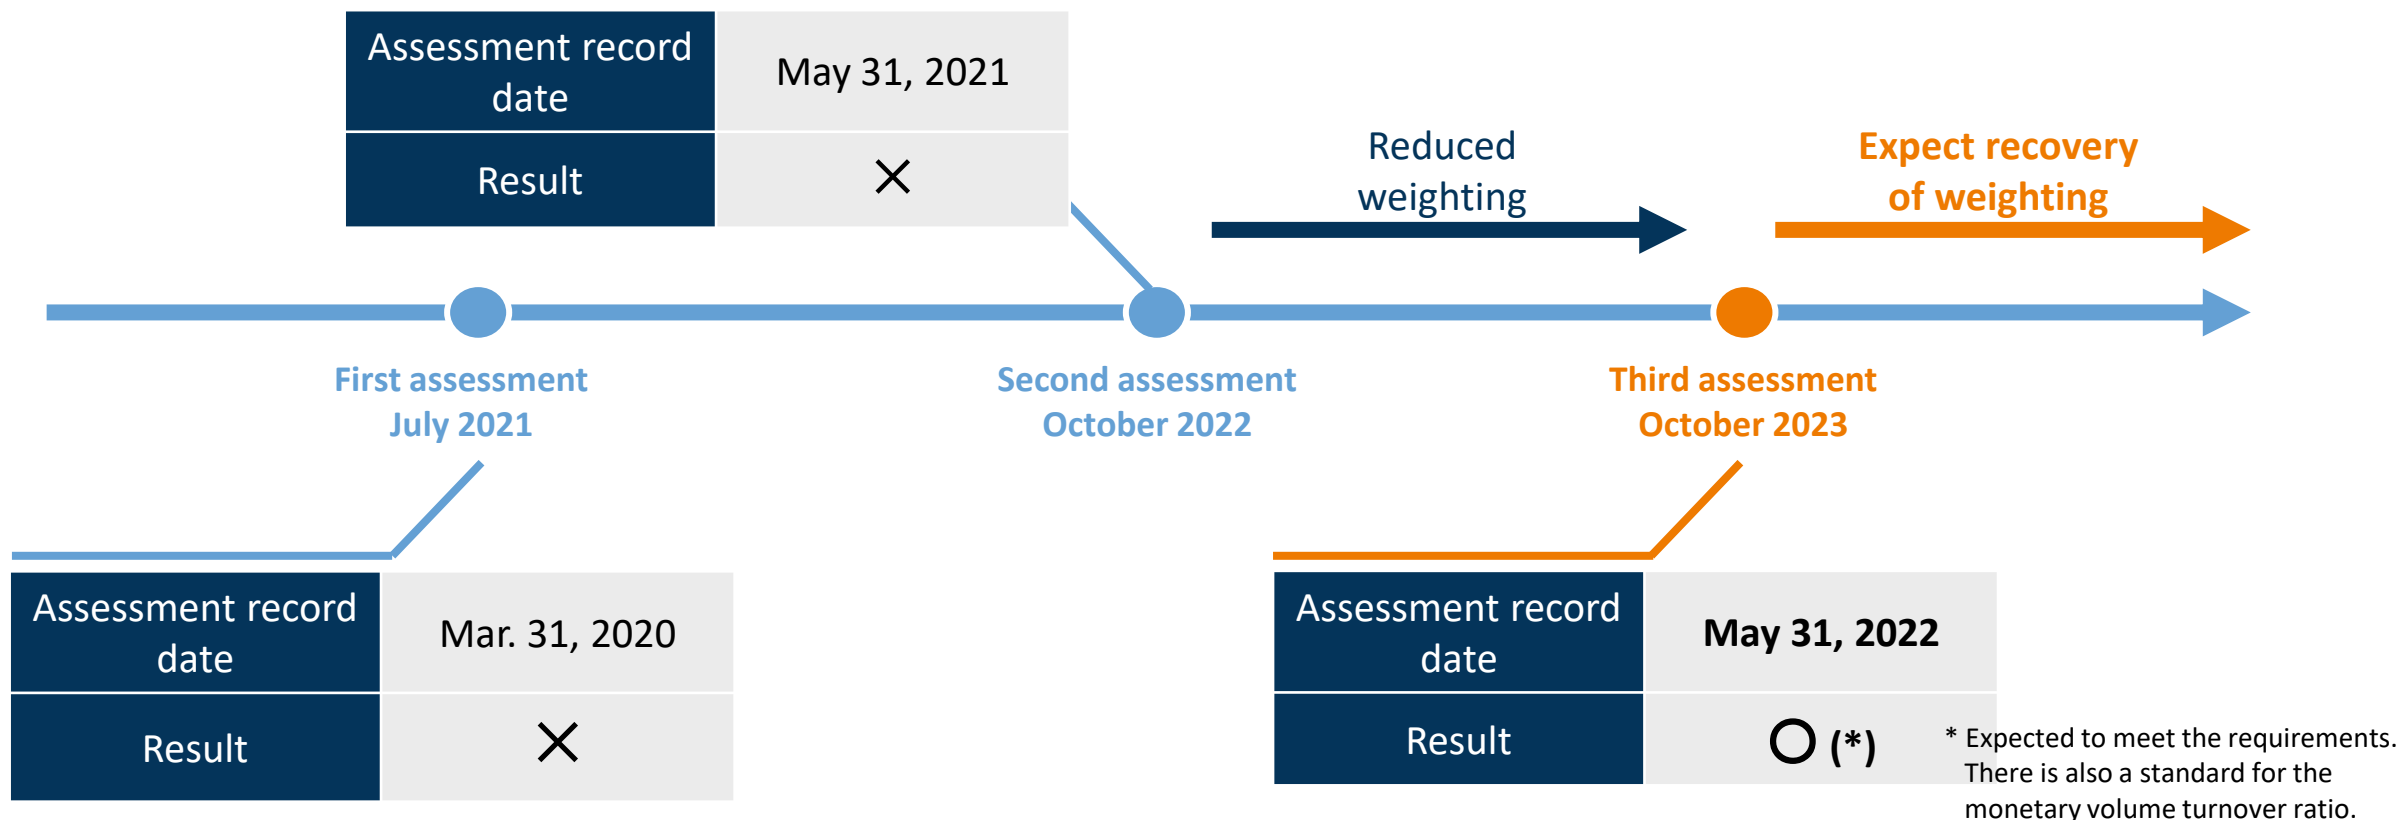 Assessment record
date
May 31, 2021
Result
×
Reduced
weighting
Expect recovery
of weighting
First assessment
July 2021
Second assessment
October 2022
Third assessment
October 2023
Assessment record
date
Mar. 31, 2020
Result
×
Assessment record
date
May 31, 2022
Result
○ (*)
* Expected to meet the requirements.
There is also a standard for the
monetary volume turnover ratio.